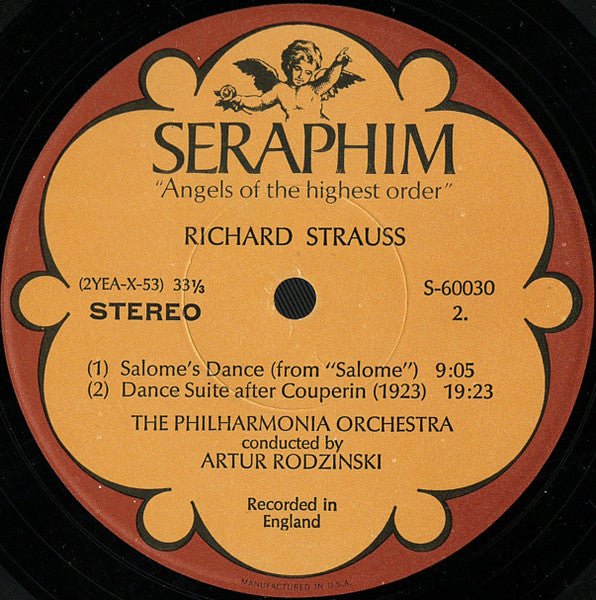 SERAPHIM
"Angels of the highest order"
RICHARD STRAUSS
(2YEA-X-53) 33⅓ S-60030
STEREO 2.
(1) Salome's Dance (from "Salome") 9:05
(2) Dance Suite after Couperin (1923) 19:23
THE PHILHARMONIA ORCHESTRA
conducted by
ARTUR RODZINSKI
Recorded in
England
MANUFACTURED IN U.S.A.